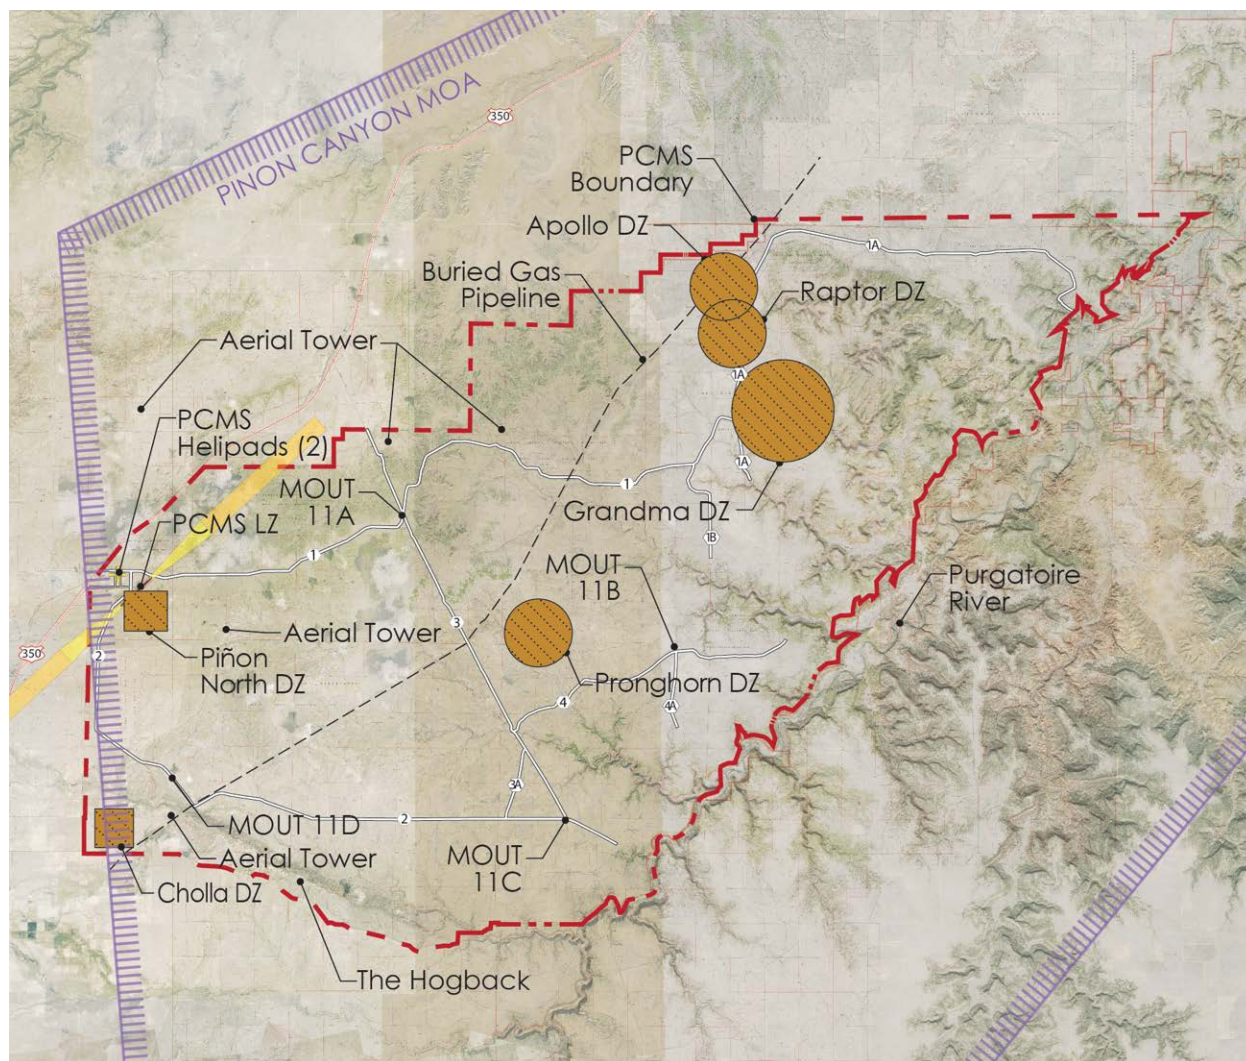 350
PINON CANYON MOA
PCMS
Boundary
1A
Apollo DZ
Buried Gas
Pipeline
Raptor DZ
Aerial Tower
1A
PCMS
Helipads (2)
1A
1
MOUT
11A
Grandma DZ
PCMS LZ
1B
1
MOUT
11B
Purgatoire
River
3
Aerial Tower
350
2
Piñon
North DZ
Pronghorn DZ
4
4A
3A
MOUT 11D
2
Aerial Tower
MOUT
11C
Cholla DZ
The Hogback